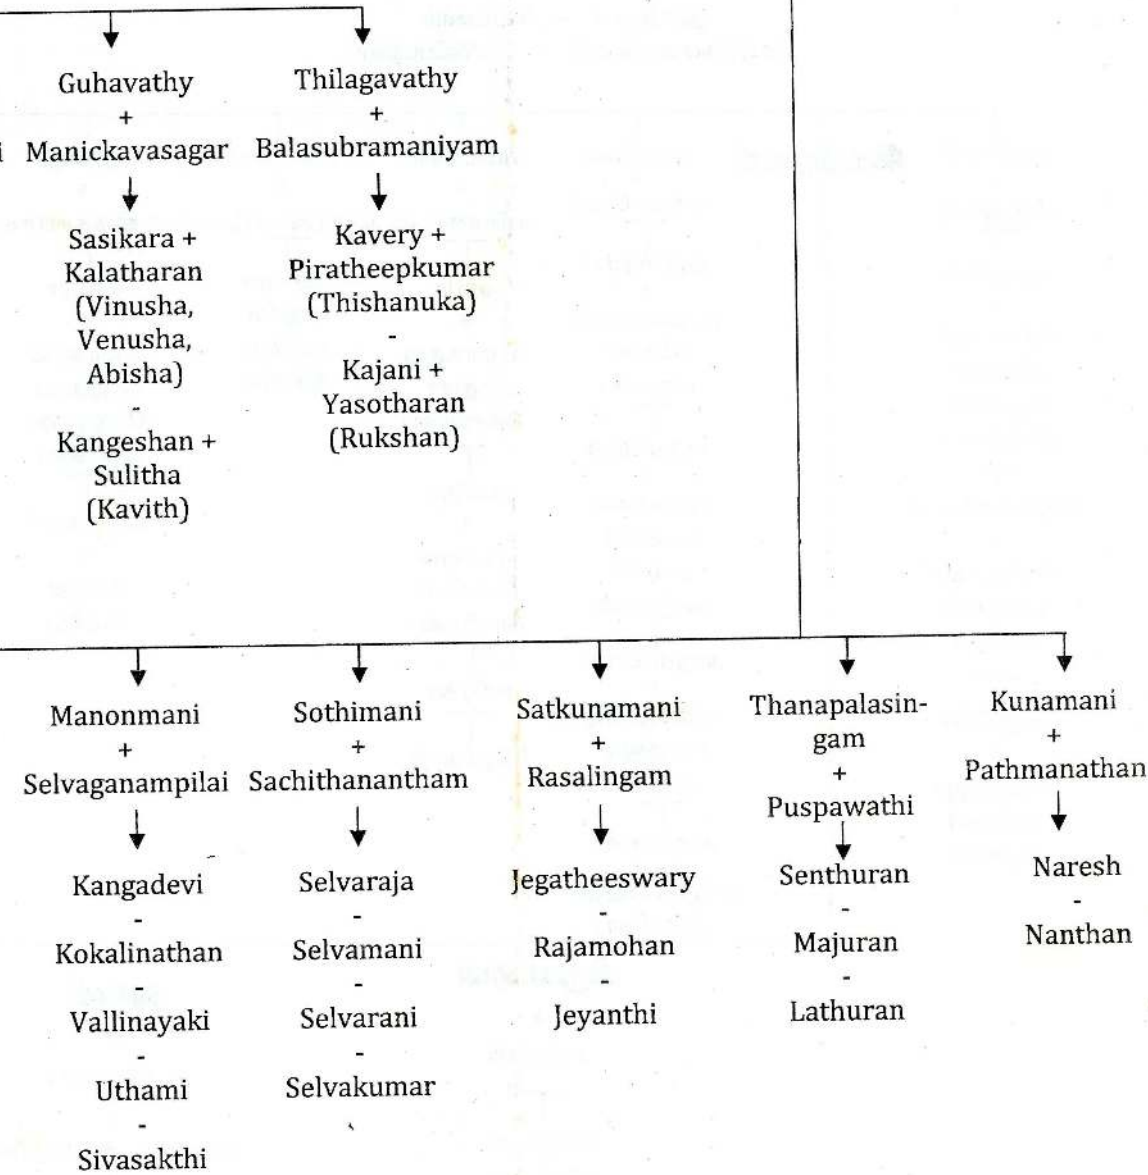 Guhavathy
+
Manickavasagar
Sasikara +
Kalatharan
(Vinusha,
Venusha,
Abisha)
-
Kangeshan +
Sulitha
(Kavith)
Thilagavathy
+
Balasubramaniyam
Kavery +
Piratheepkumar
(Thishanuka)
-
Kajani +
Yasotharan
(Rukshan)
Manonmani
+
Selvaganampilai
Kangadevi
-
Kokalinathan
-
Vallinayaki
-
Uthami
-
Sivasakthi
Sothimani
+
Sachithanantham
Selvaraja
-
Selvamani
-
Selvarani
-
Selvakumar
Satkunamani
+
Rasalingam
Jegatheeswary
-
Rajamohan
-
Jeyanthi
Thanapalasin-
gam
+
Puspawathi
Senthuran
-
Majuran
-
Lathuran
Kunamani
+
Pathmanathan
Naresh
-
Nanthan